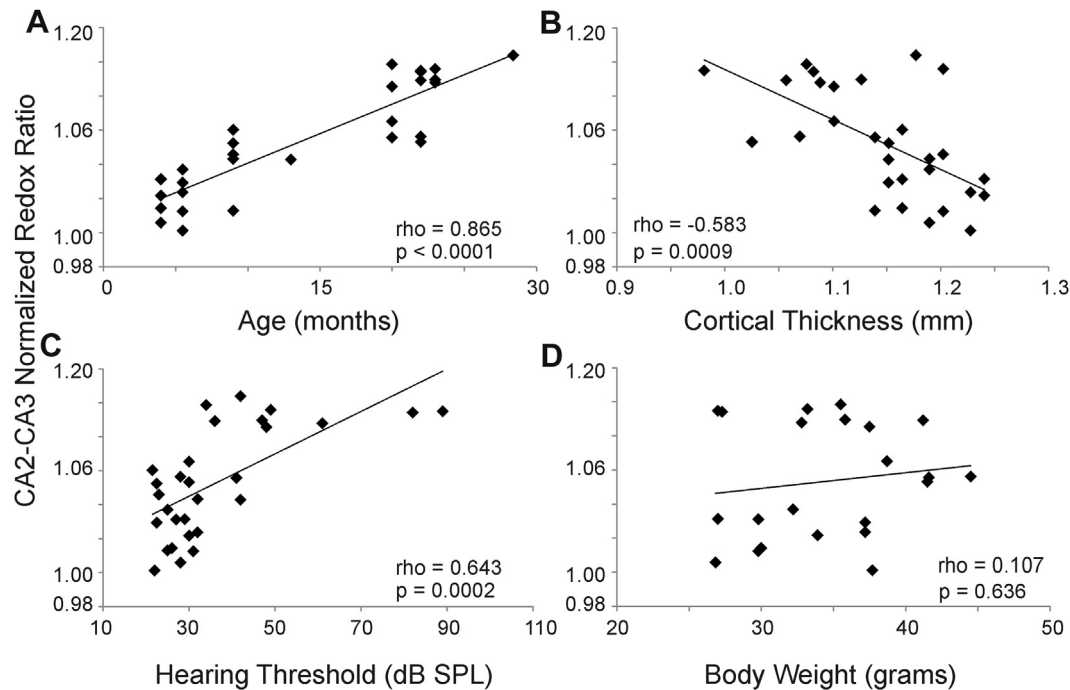 A
B
1.20
1.06
1.00
0.98
rho = 0.865
p < 0.0001
0
15
30
Age (months)
1.20
1.06
1.00
0.98
rho = -0.583
p = 0.0009
0.9
1.0
1.1
1.2
1.3
Cortical Thickness (mm)
CA2-CA3 Normalized Redox Ratio
C
D
1.20
1.06
1.00
0.98
rho = 0.643
p = 0.0002
10
30
50
70
90
110
Hearing Threshold (dB SPL)
1.20
1.06
1.00
0.98
rho = 0.107
p = 0.636
20
30
40
50
Body Weight (grams)